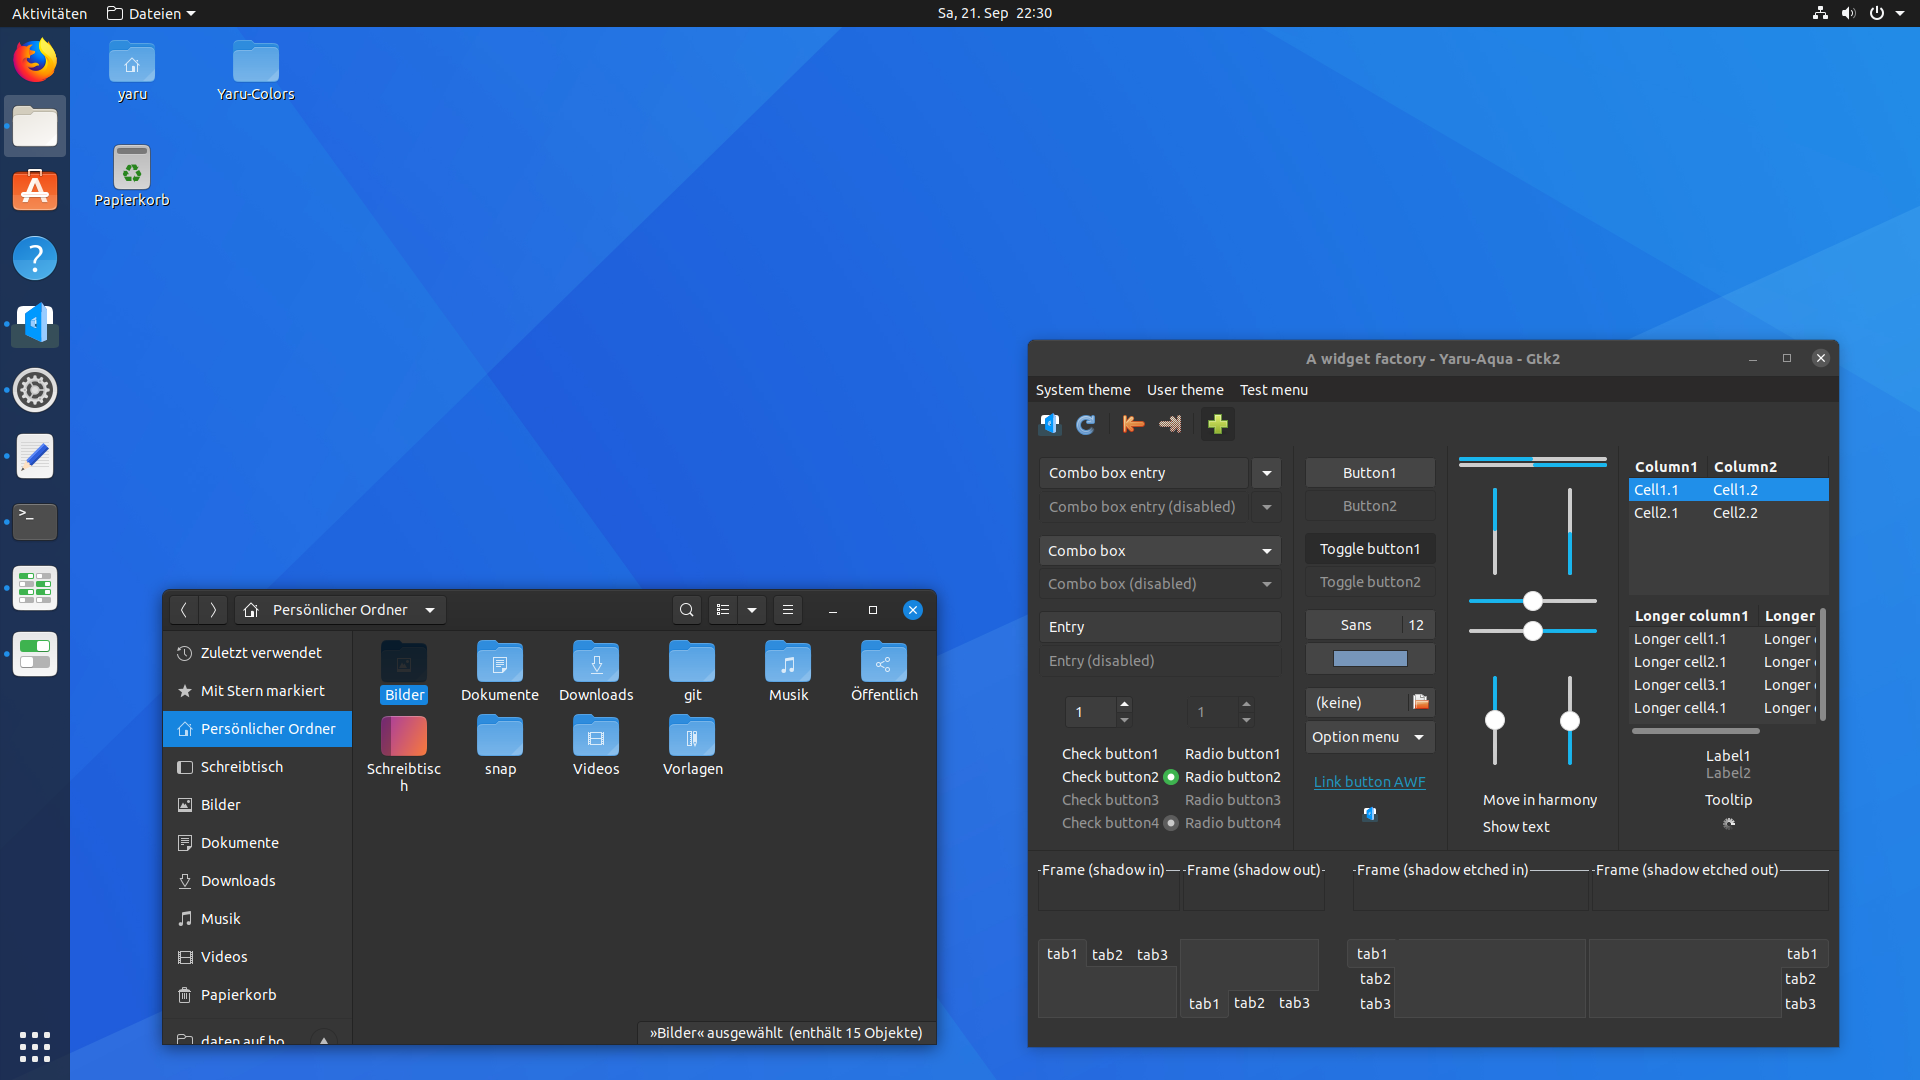 Aktivitäten Dateien Sa, 21. Sep 22:30
yaru Yaru-Colors
Papierkorb
Persönlicher Ordner
Zuletzt verwendet
Mit Stern markiert
Persönlicher Ordner
Schreibtisch
Bilder
Dokumente
Downloads
Musik
Videos
Papierkorb
Bilder Dokumente Downloads git Musik Öffentlich
Schreibtisc
h
snap Videos Vorlagen
»Bilder« ausgewählt (enthält 15 Objekte)
A widget factory - Yaru-Aqua - Gtk2
System theme User theme Test menu
Combo box entry
Combo box entry (disabled)
Combo box
Combo box (disabled)
Entry
Entry (disabled)
1 1
Check button1 Radio button1
Check button2 Radio button2
Check button3 Radio button3
Check button4 Radio button4
Button1
Button2
Toggle button1
Toggle button2
Sans 12
(keine)
Option menu
Link button AWF
Move in harmony
Show text
Column1 Column2
Cell1.1 Cell1.2
Cell2.1 Cell2.2
Longer column1 Longer
Longer cell1.1 Longer
Longer cell2.1 Longer
Longer cell3.1 Longer
Longer cell4.1 Longer
Label1
Label2
Tooltip
Frame (shadow in) Frame (shadow out) Frame (shadow etched in) Frame (shadow etched out)
tab1 tab2 tab3
tab1 tab2 tab3
tab1
tab2
tab3
tab1
tab2
tab3